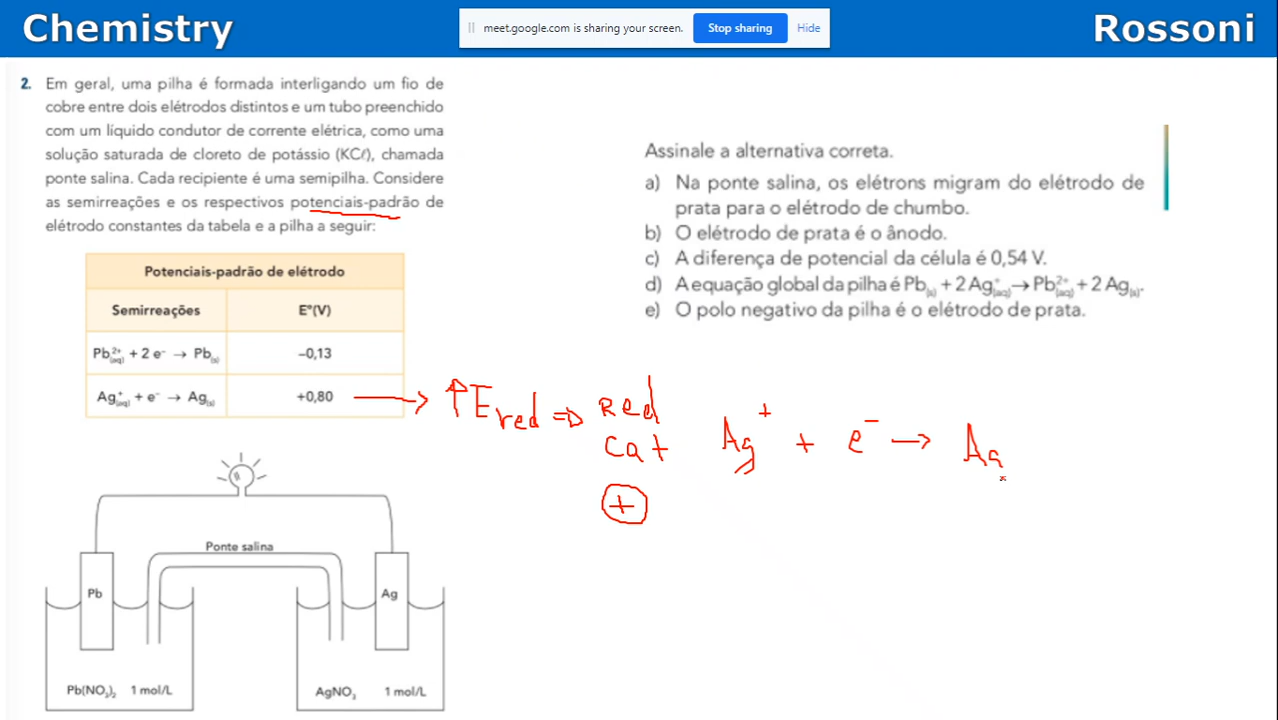 Chemistry
meet.google.com is sharing your screen. Stop sharing Hide
Rossoni
2. Em geral, uma pilha é formada interligando um fio de
cobre entre dois elétrodos distintos e um tubo preenchido
com um líquido condutor de corrente elétrica, como uma
solução saturada de cloreto de potássio (KCℓ), chamada
ponte salina. Cada recipiente é uma semipilha. Considere
as semirreações e os respectivos potenciais-padrão de
elétrodo constantes da tabela e a pilha a seguir:
Potenciais-padrão de elétrodo
Semirreações E°(V)
Pb²⁺(aq) + 2 e⁻ → Pb(s) –0,13
Ag⁺(aq) + e⁻ → Ag(s) +0,80
Ponte salina
Pb
Ag
Pb(NO₃)₂ 1 mol/L
AgNO₃ 1 mol/L
Assinale a alternativa correta.
a) Na ponte salina, os elétrons migram do elétrodo de
prata para o elétrodo de chumbo.
b) O elétrodo de prata é o ânodo.
c) A diferença de potencial da célula é 0,54 V.
d) A equação global da pilha é Pb(s) + 2 Ag⁺(aq) → Pb²⁺(aq) + 2 Ag(s).
e) O polo negativo da pilha é o elétrodo de prata.
→ ↑Ered ⇒ Red
Cat
+
Ag⁺ + e⁻ → Ag